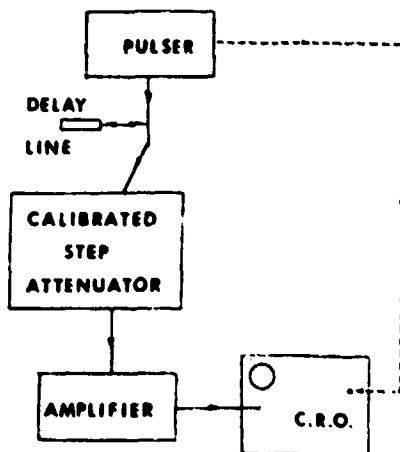 PULSER
DELAY
LINE
CALIBRATED
STEP
ATTENUATOR
AMPLIFIER
C.R.O.